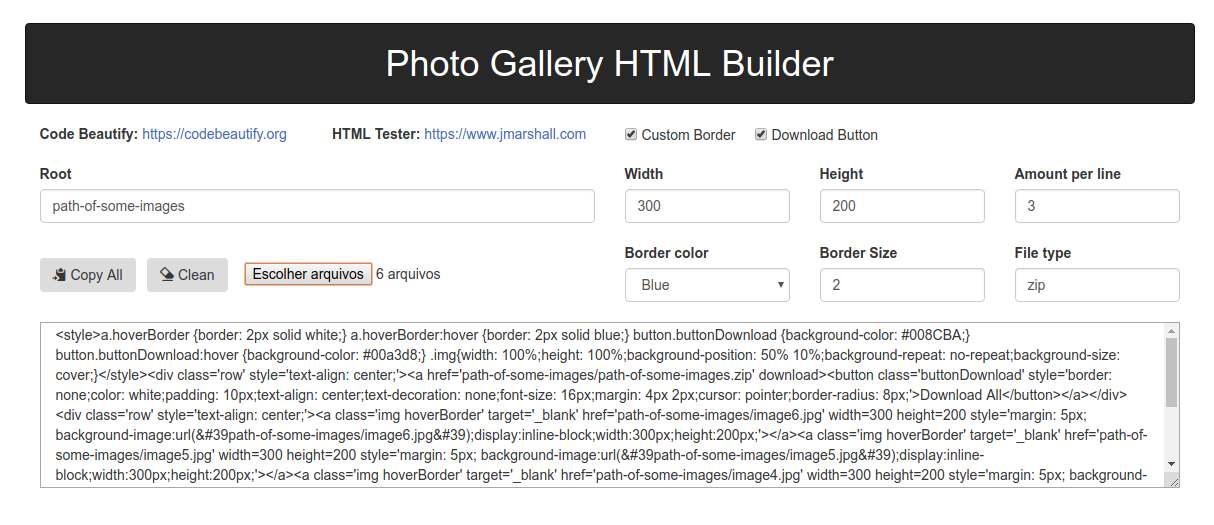 Photo Gallery HTML Builder
Code Beautify: https://codebeautify.org HTML Tester: https://www.jmarshall.com Custom Border Download Button
Root Width Height Amount per line
path-of-some-images 300 200 3
Border color Border Size File type
Copy All Clean Escolher arquivos 6 arquivos Blue 2 zip
<style>a.hoverBorder {border: 2px solid white;} a.hoverBorder:hover {border: 2px solid blue;} button.buttonDownload {background-color: #008CBA;}
button.buttonDownload:hover {background-color: #00a3d8;} .img{width: 100%;height: 100%;background-position: 50% 10%;background-repeat: no-repeat;background-size:
cover;}</style><div class='row' style='text-align: center;'><a href='path-of-some-images/path-of-some-images.zip' download><button class='buttonDownload' style='border:
none;color: white;padding: 10px;text-align: center;text-decoration: none;font-size: 16px;margin: 4px 2px;cursor: pointer;border-radius: 8px;'>Download All</button></a></div>
<div class='row' style='text-align: center;'><a class='img hoverBorder' target='_blank' href='path-of-some-images/image6.jpg' width=300 height=200 style='margin: 5px;
background-image:url(&#39path-of-some-images/image6.jpg&#39);display:inline-block;width:300px;height:200px;'></a><a class='img hoverBorder' target='_blank' href='path-of-
some-images/image5.jpg' width=300 height=200 style='margin: 5px; background-image:url(&#39path-of-some-images/image5.jpg&#39);display:inline-
block;width:300px;height:200px;'></a><a class='img hoverBorder' target='_blank' href='path-of-some-images/image4.jpg' width=300 height=200 style='margin: 5px; background-